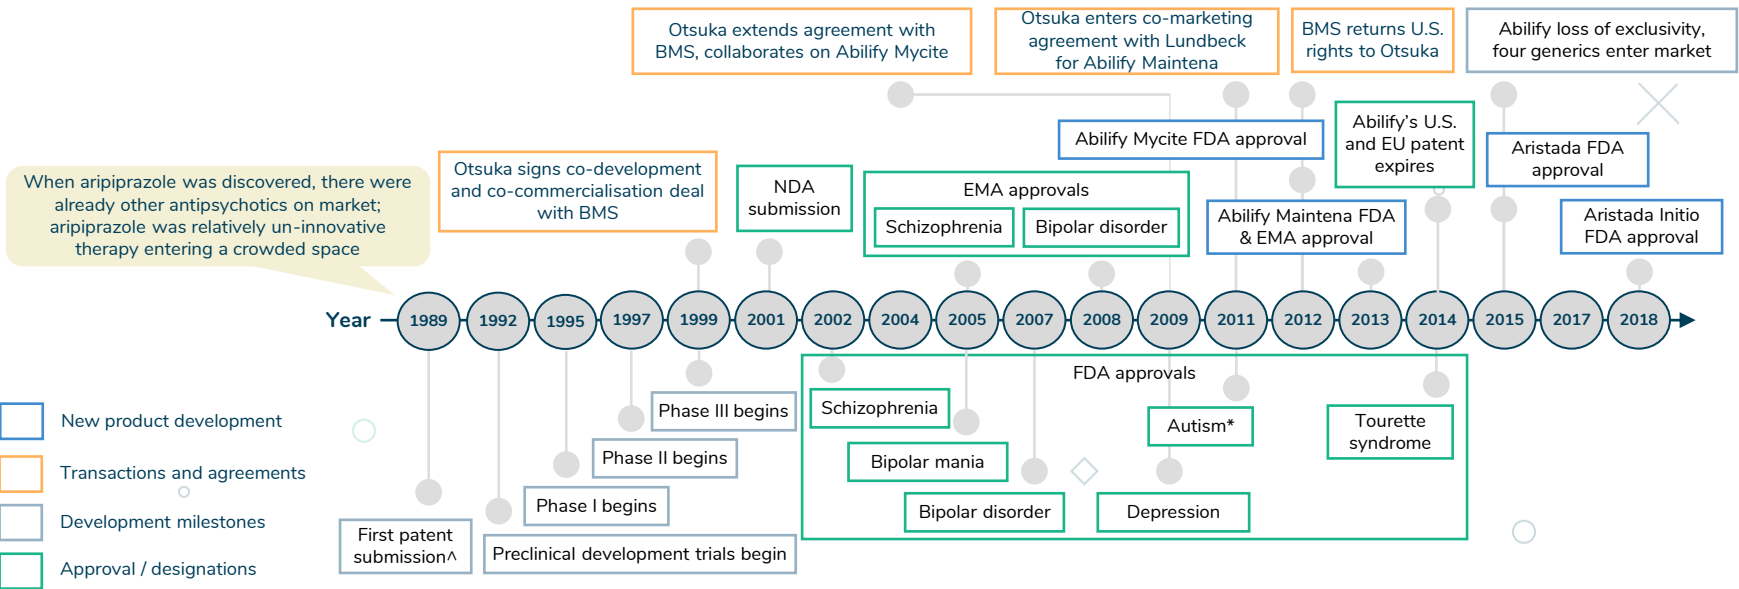 Otsuka extends agreement with
BMS, collaborates on Abilify Mycite
Otsuka enters co-marketing
agreement with Lundbeck
for Abilify Maintena
BMS returns U.S.
rights to Otsuka
Abilify loss of exclusivity,
four generics enter market
Abilify Mycite FDA approval
Abilify's U.S.
and EU patent
expires
Aristada FDA
approval
When aripiprazole was discovered, there were
already other antipsychotics on market;
aripiprazole was relatively un-innovative
therapy entering a crowded space
Otsuka signs co-development
and co-commercialisation deal
with BMS
NDA
submission
EMA approvals
Schizophrenia
Bipolar disorder
Abilify Maintena FDA
& EMA approval
Aristada Initio
FDA approval
Year
1989
1992
1995
1997
1999
2001
2002
2004
2005
2007
2008
2009
2011
2012
2013
2014
2015
2017
2018
FDA approvals
Schizophrenia
Bipolar mania
Bipolar disorder
Autism*
Depression
Tourette
syndrome
Phase III begins
Phase II begins
Phase I begins
Preclinical development trials begin
First patent
submission^
New product development
Transactions and agreements
Development milestones
Approval / designations